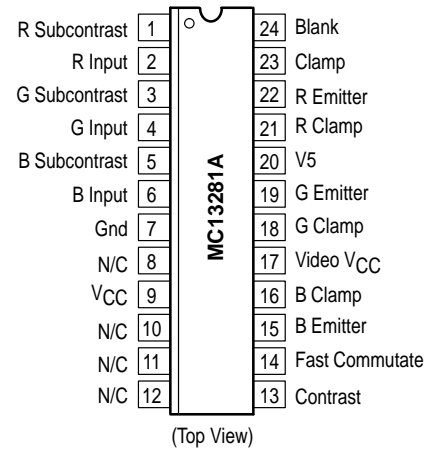 R Subcontrast 1 24 Blank
R Input 2 23 Clamp
G Subcontrast 3 22 R Emitter
G Input 4 21 R Clamp
B Subcontrast 5 20 V5
B Input 6 19 G Emitter
Gnd 7 18 G Clamp
N/C 8 17 Video VCC
VCC 9 16 B Clamp
N/C 10 15 B Emitter
N/C 11 14 Fast Commutate
N/C 12 13 Contrast
MC13281A
(Top View)